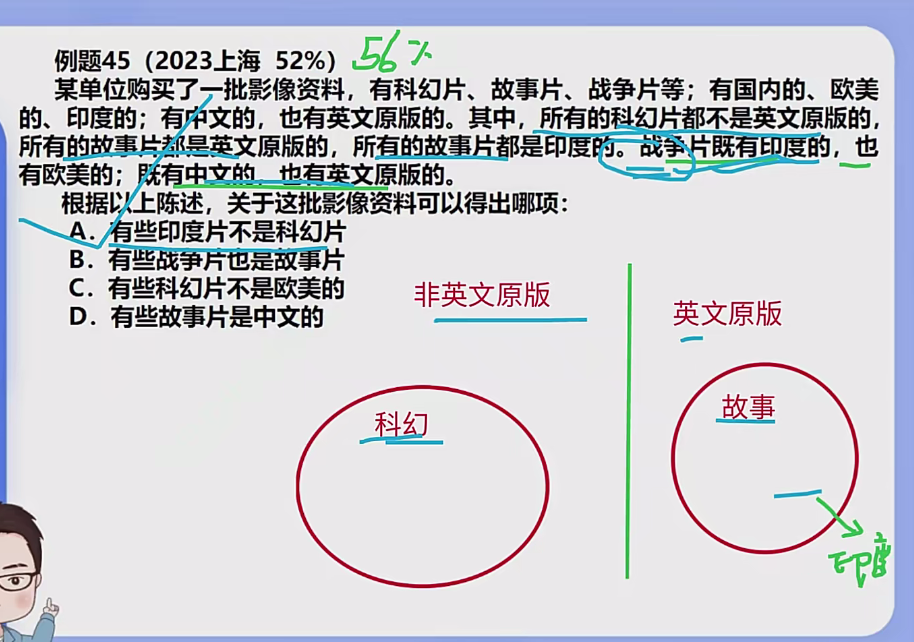 例题45（2023上海 52%）56%
某单位购买了一批影像资料，有科幻片、故事片、战争片等；有国内的、欧美
的、印度的；有中文的，也有英文原版的。其中，所有的科幻片都不是英文原版的，
所有的故事片都是英文原版的，所有的故事片都是印度的。战争片既有印度的，也
有欧美的；既有中文的，也有英文原版的。
根据以上陈述，关于这批影像资料可以得出哪项：
A．有些印度片不是科幻片
B．有些战争片也是故事片
C．有些科幻片不是欧美的
D．有些故事片是中文的
非英文原版
英文原版
科幻
故事
印度